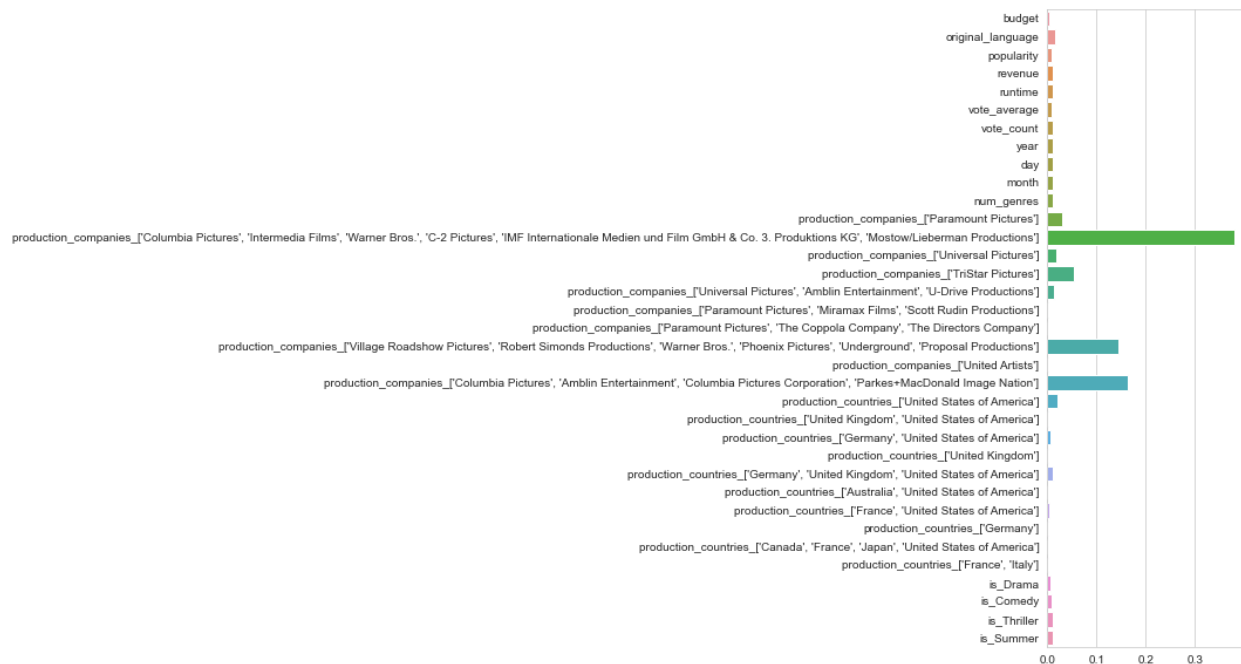 budget
original_language
popularity
revenue
runtime
vote_average
vote_count
year
day
month
num_genres
production_companies_['Paramount Pictures']
production_companies_['Columbia Pictures', 'Intermedia Films', 'Warner Bros.', 'C-2 Pictures', 'IMF Internationale Medien und Film GmbH & Co. 3. Produktions KG', 'Mostow/Lieberman Productions']
production_companies_['Universal Pictures']
production_companies_['TriStar Pictures']
production_companies_['Universal Pictures', 'Amblin Entertainment', 'U-Drive Productions']
production_companies_['Paramount Pictures', 'Miramax Films', 'Scott Rudin Productions']
production_companies_['Paramount Pictures', 'The Coppola Company', 'The Directors Company']
production_companies_['Village Roadshow Pictures', 'Robert Simonds Productions', 'Warner Bros.', 'Phoenix Pictures', 'Underground', 'Proposal Productions']
production_companies_['United Artists']
production_companies_['Columbia Pictures', 'Amblin Entertainment', 'Columbia Pictures Corporation', 'Parkes+MacDonald Image Nation']
production_countries_['United States of America']
production_countries_['United Kingdom', 'United States of America']
production_countries_['Germany', 'United States of America']
production_countries_['United Kingdom']
production_countries_['Germany', 'United Kingdom', 'United States of America']
production_countries_['Australia', 'United States of America']
production_countries_['France', 'United States of America']
production_countries_['Germany']
production_countries_['Canada', 'France', 'Japan', 'United States of America']
production_countries_['France', 'Italy']
is_Drama
is_Comedy
is_Thriller
is_Summer
0.0 0.1 0.2 0.3